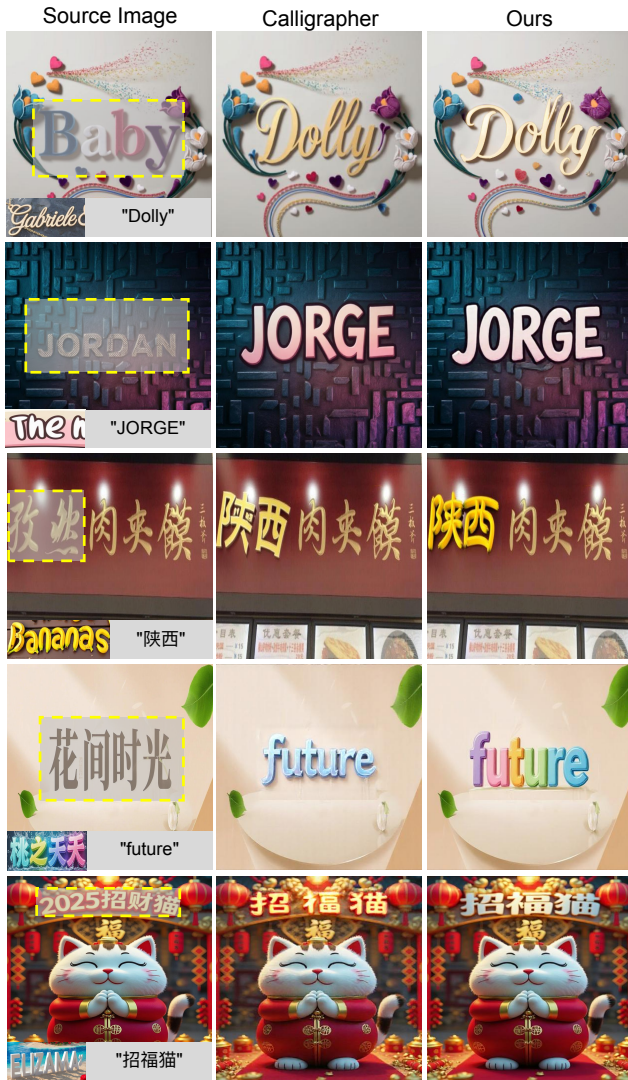 Source Image
Calligrapher
Ours
Baby
Gabriele
"Dolly"
Dolly
Dolly
JORDAN
The
"JORGE"
JORGE
JORGE
孜然肉夹馍
Bananas
"陕西"
陕西肉夹馍
陕西肉夹馍
花间时光
桃之夭夭
"future"
future
future
2025招财猫
福
"招福猫"
招福猫
福
招福猫
福